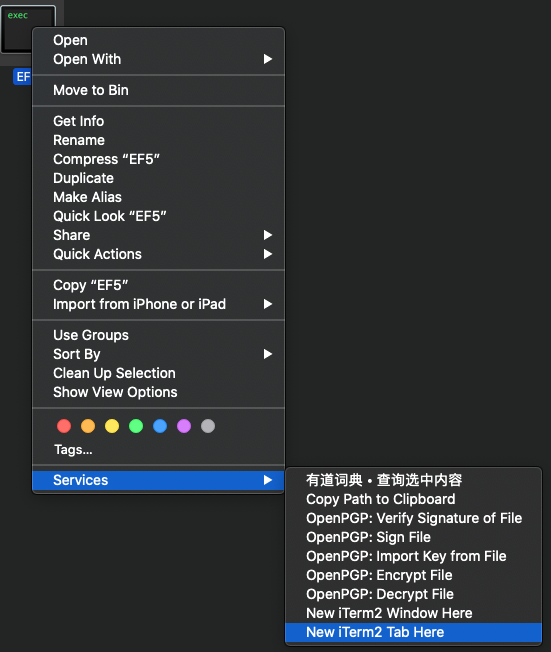 exec
EF
Open
Open With
Move to Bin
Get Info
Rename
Compress “EF5”
Duplicate
Make Alias
Quick Look “EF5”
Share
Quick Actions
Copy “EF5”
Import from iPhone or iPad
Use Groups
Sort By
Clean Up Selection
Show View Options
Tags...
Services
有道词典 • 查询选中内容
Copy Path to Clipboard
OpenPGP: Verify Signature of File
OpenPGP: Sign File
OpenPGP: Import Key from File
OpenPGP: Encrypt File
OpenPGP: Decrypt File
New iTerm2 Window Here
New iTerm2 Tab Here